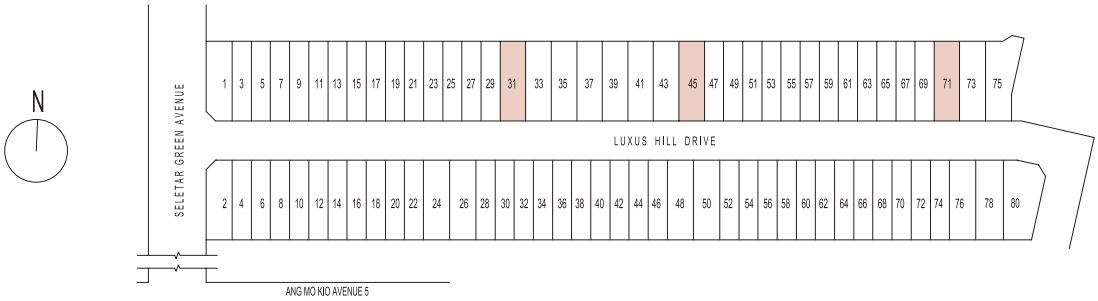 N
SELETAR GREEN AVENUE
1 3 5 7 9 11 13 15 17 19 21 23 25 27 29 31 33 35 37 39 41 43 45 47 49 51 53 55 57 59 61 63 65 67 69 71 73 75
LUXUS HILL DRIVE
2 4 6 8 10 12 14 16 18 20 22 24 26 28 30 32 34 36 38 40 42 44 46 48 50 52 54 56 58 60 62 64 66 68 70 72 74 76 78 80
ANG MO KIO AVENUE 5